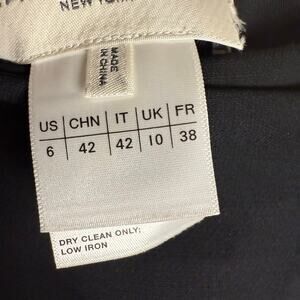 NEW YORK
MADE
IN CHINA
US CHN IT UK FR
6 42 42 10 38
DRY CLEAN ONLY;
LOW IRON